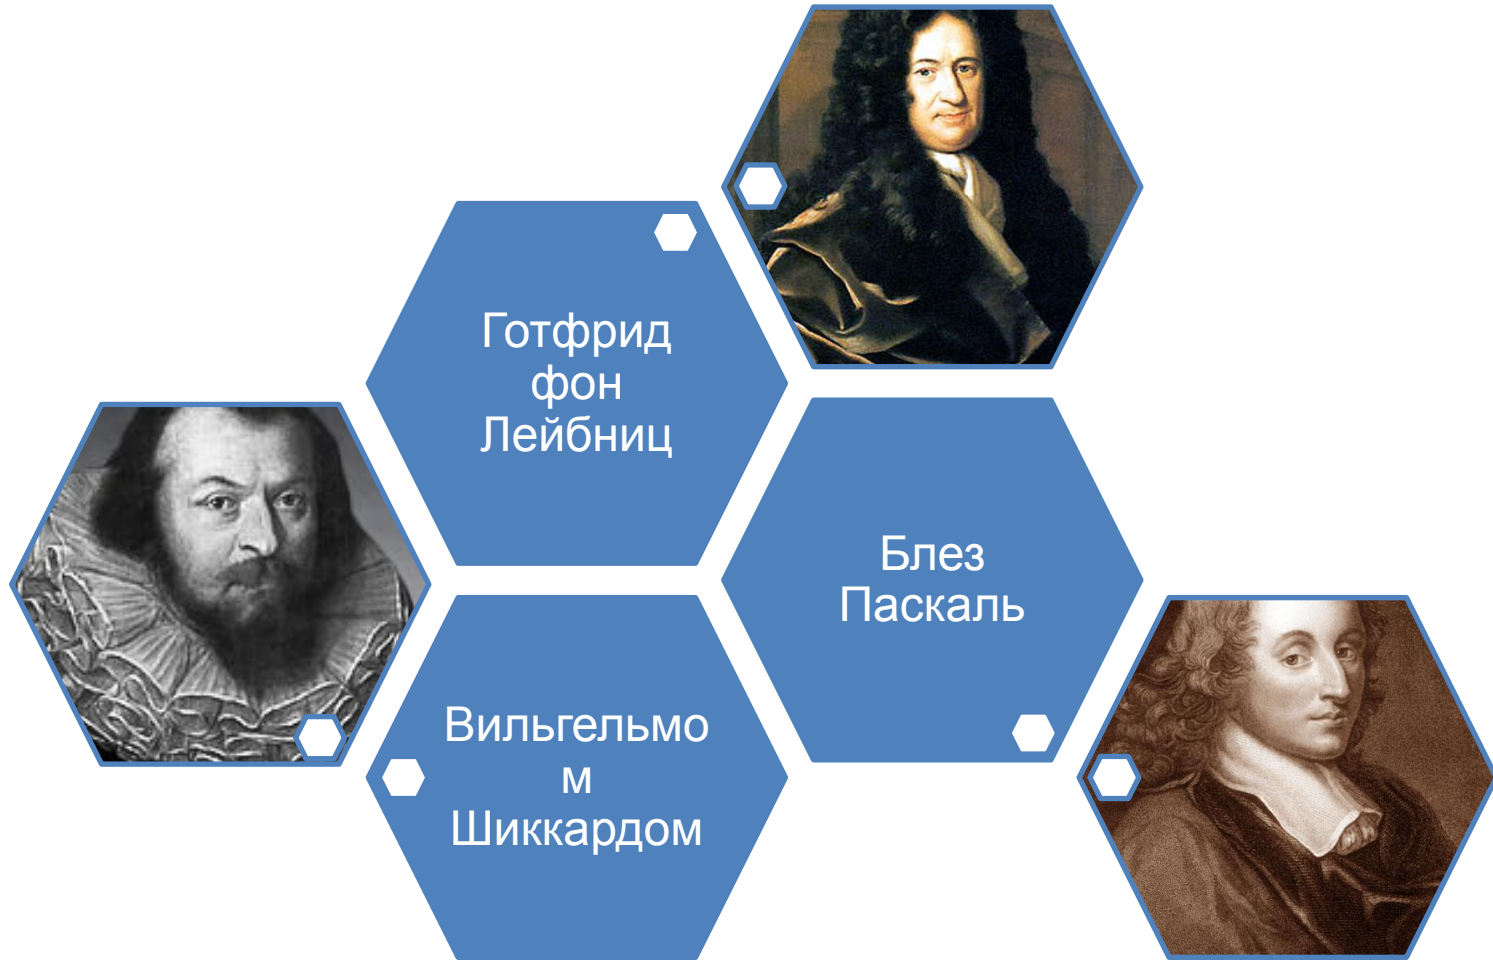 Готфрид
фон
Лейбниц
Блез
Паскаль
Вильгельмо
м
Шиккардом